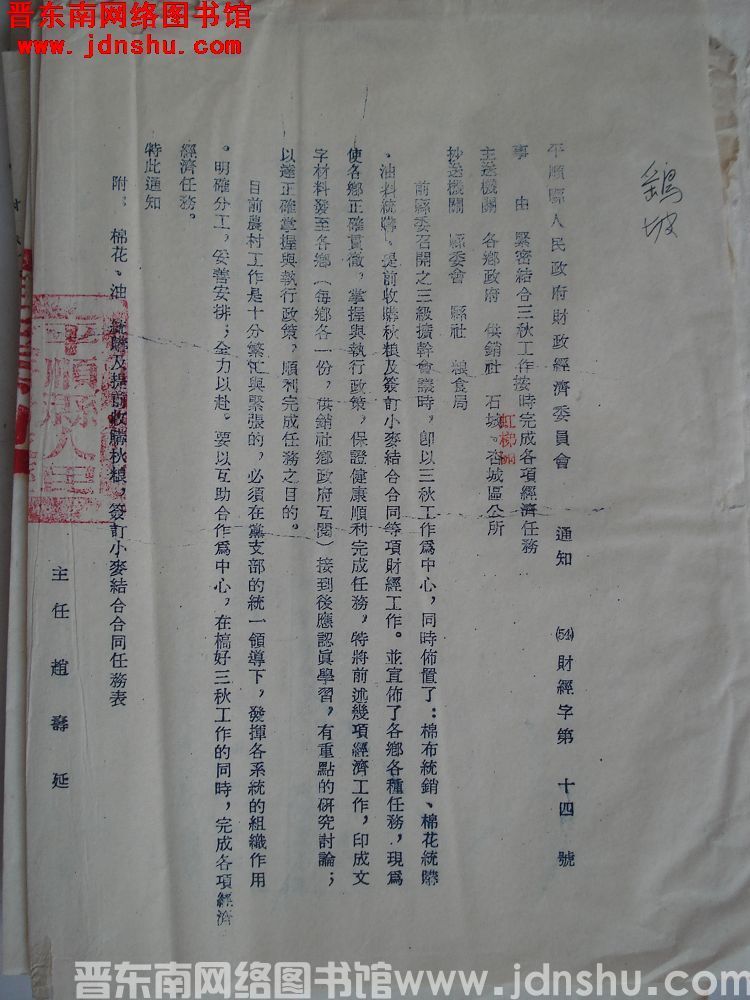 晋东南网络图书馆
www.jdnshu.com
鷄坡
平順縣人民政府財政經濟委員會　通知　(54)財經字第十四號
事　由　緊密結合三秋工作按時完成各項經濟任務
主送機關　各鄉政府　供銷社　石城。杏城區公所
虹梯關
抄送機關　縣委會　縣社　粮食局
前縣委召開之三級擴幹會議時，卽以三秋工作爲中心，同時佈置了：棉布統銷、棉花統購
、油料統購、提前收購秋粮及簽訂小麥結合合同等項財經工作。並宣佈了各鄉各種任務，現爲
使各鄉正確貫徹，掌握與執行政策，保證健康順利完成任務，特將前述幾項經濟工作，印成文
字材料發至各鄉（每鄉各一份，供銷社鄉政府互閱）接到後應認眞學習，有重點的研究討論；
以達正確掌握與執行政策，順利完成任務之目的。
目前農村工作是十分繁忙與緊張的，必須在黨支部的統一領導下，發揮各系統的組織作用
。明確分工，妥善安排；全力以赴。要以互助合作爲中心，在槁好三秋工作的同時，完成各項經濟
經濟任務。
特此通知
附：棉花、油　統購及提前收購秋粮，簽訂小麥結合合同任務表
主任　趙壽延
平順縣人民
晋东南网络图书馆www.jdnshu.com